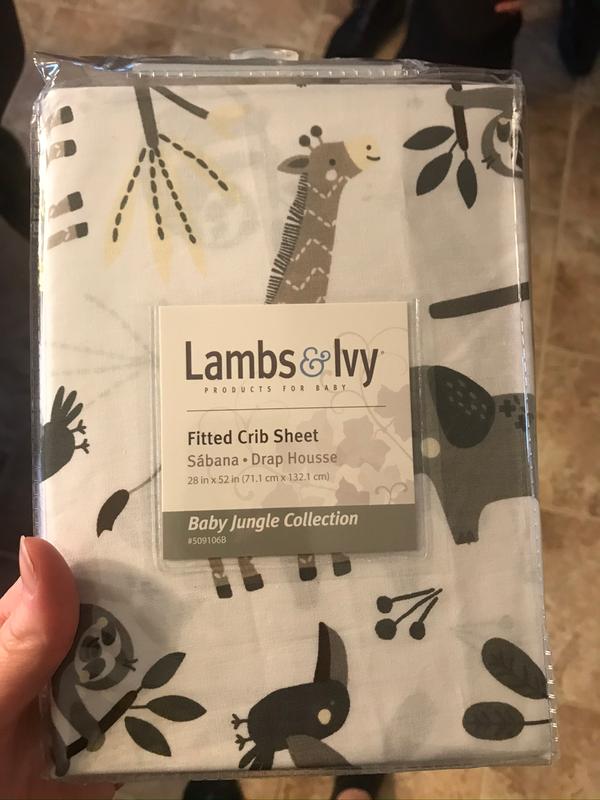 Lambs & Ivy®
PRODUCTS FOR BABY
Fitted Crib Sheet
Sábana • Drap Housse
28 in x 52 in (71.1 cm x 132.1 cm)
Baby Jungle Collection
#509106B